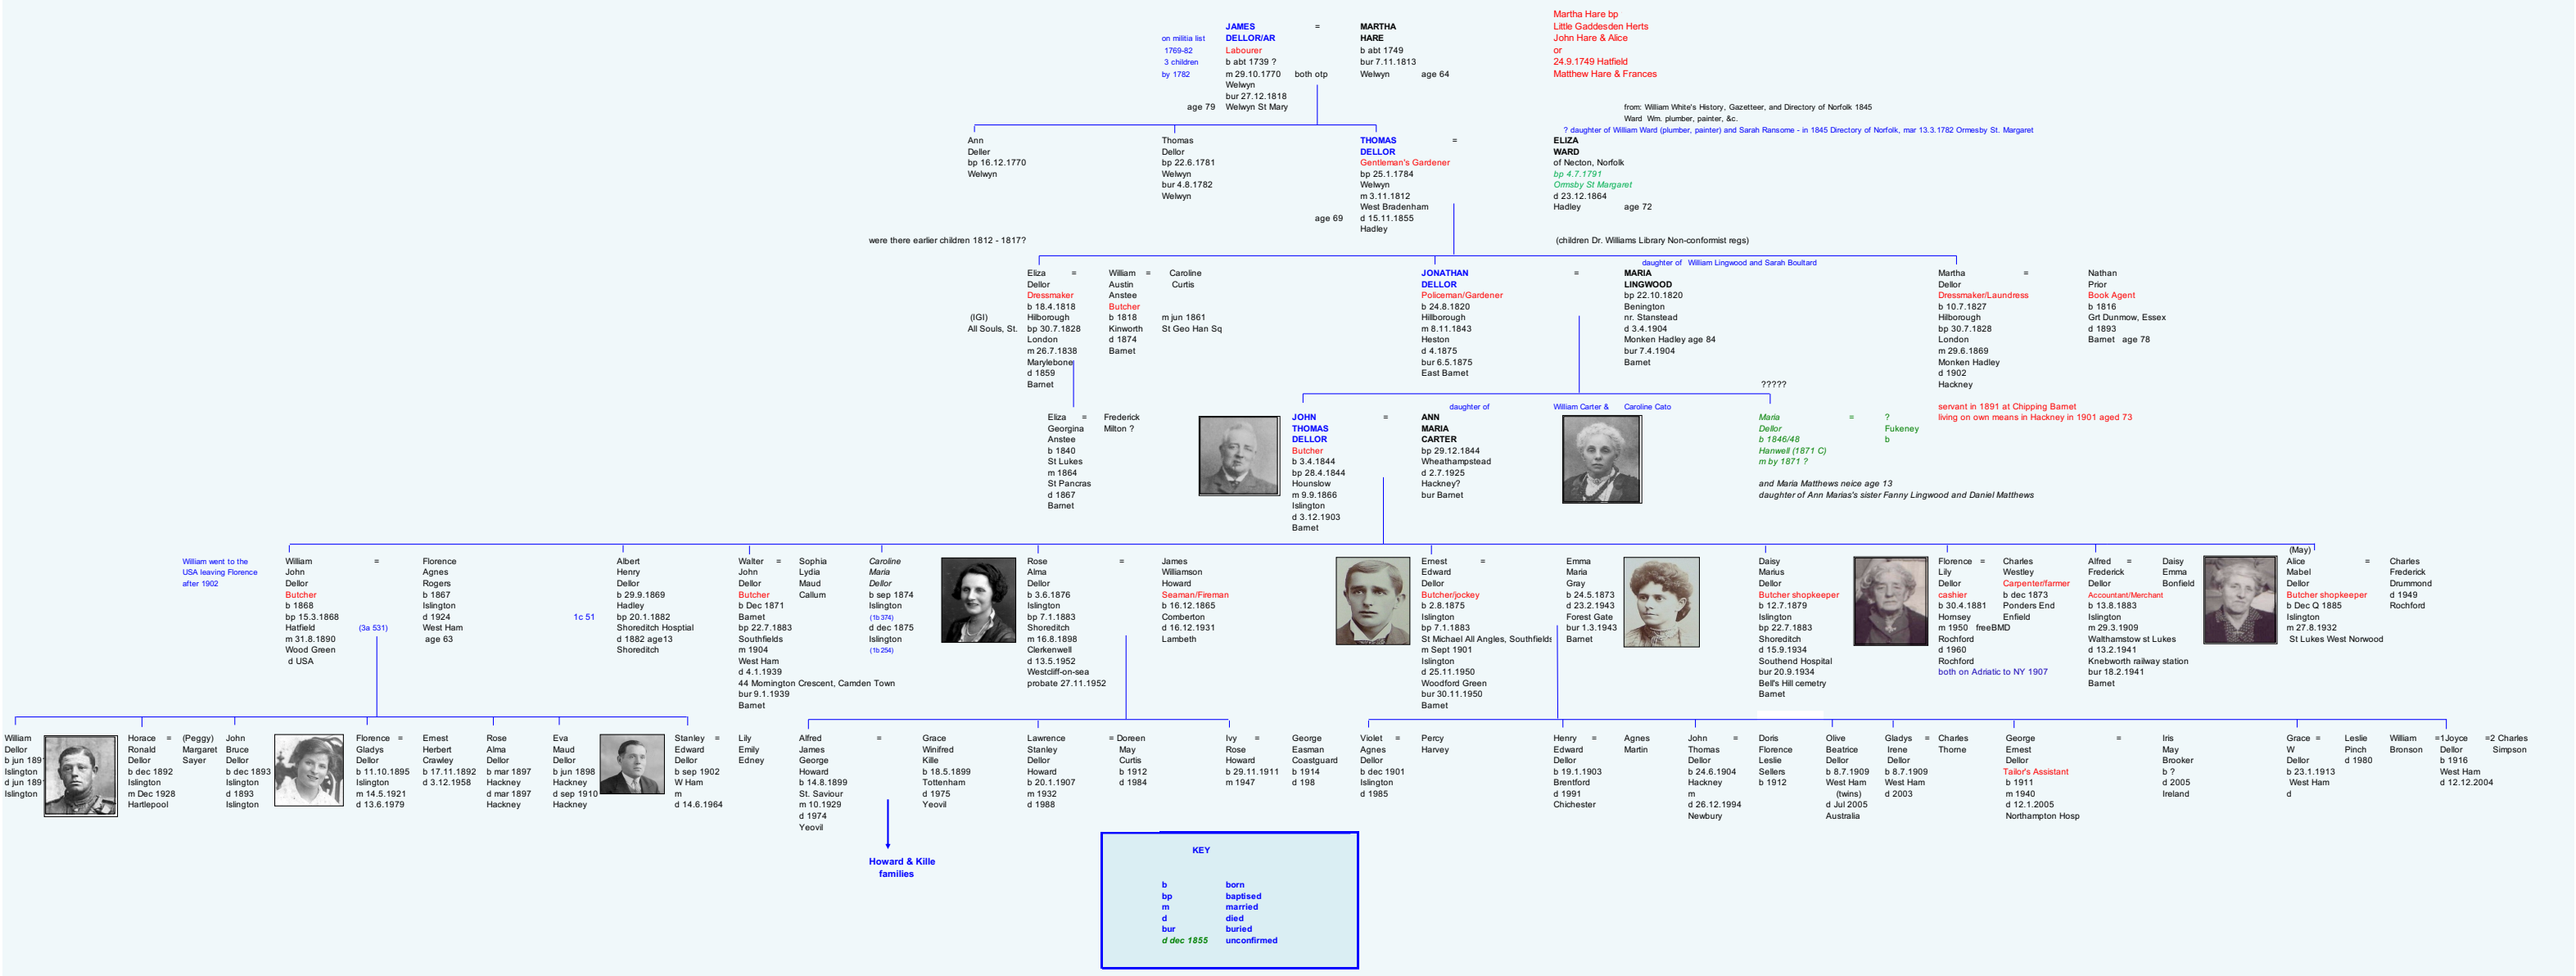 JAMES = MARTHA
on militia list DELLOR/AR HARE
1769-82 Labourer b abt 1749
3 children b abt 1739 ? bur 7.11.1813
by 1782 m 29.10.1770 both otp Welwyn age 64
Welwyn
bur 27.12.1818
age 79 Welwyn St Mary
Martha Hare bp
Little Gaddesden Herts
John Hare & Alice
or
24.9.1749 Hatfield
Matthew Hare & Frances
from: William White's History, Gazetteer, and Directory of Norfolk 1845
Ward Wm. plumber, painter, &c.
? daughter of William Ward (plumber, painter) and Sarah Ransome - in 1845 Directory of Norfolk, mar 13.3.1782 Ormesby St. Margaret
Ann
Deller
bp 16.12.1770
Welwyn
Thomas
Dellor
bp 22.6.1781
Welwyn
bur 4.8.1782
Welwyn
THOMAS =
DELLOR
Gentleman's Gardener
bp 25.1.1784
Welwyn
m 3.11.1812
West Bradenham
age 69 d 15.11.1855
Hadley
ELIZA
WARD
of Necton, Norfolk
bp 4.7.1791
Ormsby St Margaret
d 23.12.1864
Hadley age 72
were there earlier children 1812 - 1817?
(children Dr. Williams Library Non-conformist regs)
Eliza =
Dellor
Dressmaker
b 18.4.1818
(IGI) Hilborough
All Souls, St. bp 30.7.1828
London
m 26.7.1838
Marylebone
d 1859
Barnet
William =
Austin
Anstee
Butcher
b 1818
Kinworth
d 1874
Barnet
Caroline
Curtis
m jun 1861
St Geo Han Sq
daughter of William Lingwood and Sarah Boultard
JONATHAN =
DELLOR
Policeman/Gardener
b 24.8.1820
Hillborough
m 8.11.1843
Heston
d 4.1875
bur 6.5.1875
East Barnet
MARIA
LINGWOOD
bp 22.10.1820
Benington
nr. Stanstead
d 3.4.1904
Monken Hadley age 84
bur 7.4.1904
Barnet
Martha =
Dellor
Dressmaker/Laundress
b 10.7.1827
Hilborough
bp 30.7.1828
London
m 29.6.1869
Monken Hadley
d 1902
Hackney
Nathan
Prior
Book Agent
b 1816
Grt Dunmow, Essex
d 1893
Barnet age 78
servant in 1891 at Chipping Barnet
living on own means in Hackney in 1901 aged 73
Eliza =
Georgina
Anstee
b 1840
St Lukes
m 1864
St Pancras
d 1867
Barnet
Frederick
Milton ?
JOHN =
THOMAS
DELLOR
Butcher
b 3.4.1844
bp 28.4.1844
Hounslow
m 9.9.1866
Islington
d 3.12.1903
Barnet
daughter of William Carter & Caroline Cato
ANN
MARIA
CARTER
bp 29.12.1844
Wheathampstead
d 2.7.1925
Hackney?
bur Barnet
?????
Maria =
Dellor
b 1846/48
Hanwell (1871 C)
m by 1871 ?
?
Fukeney
b
and Maria Matthews neice age 13
daughter of Ann Marias's sister Fanny Lingwood and Daniel Matthews
William went to the
USA leaving Florence
after 1902
William =
John
Dellor
Butcher
b 1868
bp 15.3.1868
Hatfield
m 31.8.1890
Wood Green
d USA
(3a 531)
Florence
Agnes
Rogers
b 1867
Islington
d 1924
West Ham
age 63
1c 51
Albert
Henry
Dellor
b 29.9.1869
Hadley
bp 20.1.1882
Shoreditch Hosptial
d 1882 age13
Shoreditch
Walter =
John
Dellor
Butcher
b Dec 1871
Barnet
bp 22.7.1883
Southfields
m 1904
West Ham
d 4.1.1939
44 Mornington Crescent, Camden Town
bur 9.1.1939
Barnet
Sophia
Lydia
Maud
Callum
Caroline
Maria
Dellor
b sep 1874
Islington
(1b 374)
d dec 1875
Islington
(1b 254)
Rose =
Alma
Dellor
b 3.6.1876
Islington
bp 7.1.1883
Shoreditch
m 16.8.1898
Clerkenwell
d 13.5.1952
Westcliff-on-sea
probate 27.11.1952
James
Williamson
Howard
Seaman/Fireman
b 16.12.1865
Comberton
d 16.12.1931
Lambeth
Ernest =
Edward
Dellor
Butcher/jockey
b 2.8.1875
Islington
bp 7.1.1883
St Michael All Angles, Southfields
m Sept 1901
Islington
d 25.11.1950
Woodford Green
bur 30.11.1950
Barnet
Emma
Maria
Gray
b 24.5.1873
d 23.2.1943
Forest Gate
bur 1.3.1943
Barnet
Daisy
Marius
Dellor
Butcher shopkeeper
b 12.7.1879
Islington
bp 22.7.1883
Shoreditch
d 15.9.1934
Southend Hospital
bur 20.9.1934
Bell's Hill cemetry
Barnet
Florence =
Lily
Dellor
cashier
b 30.4.1881
Hornsey
m 1950 freeBMD
Rochford
d 1960
Rochford
both on Adriatic to NY 1907
Charles
Westley
Carpenter/farmer
b dec 1873
Ponders End
Enfield
Alfred =
Frederick
Dellor
Accountant/Merchant
b 13.8.1883
Islington
m 29.3.1909
Walthamstow st Lukes
d 13.2.1941
Knebworth railway station
bur 18.2.1941
Barnet
Daisy
Emma
Bonfield
(May)
Alice =
Mabel
Dellor
Butcher shopkeeper
b Dec Q 1885
Islington
m 27.8.1932
St Lukes West Norwood
Charles
Frederick
Drummond
d 1949
Rochford
William
Dellor
b jun 189
Islington
d jun 189
Islington
Horace =
Ronald
Dellor
b dec 1892
Islington
m Dec 1928
Hartlepool
(Peggy)
Margaret
Sayer
John
Bruce
Dellor
b dec 1893
Islington
d 1893
Islington
Florence =
Gladys
Dellor
b 11.10.1895
Islington
m 14.5.1921
d 13.6.1979
Ernest
Herbert
Crawley
b 17.11.1892
d 3.12.1958
Rose
Alma
Dellor
b mar 1897
Hackney
d mar 1897
Hackney
Eva
Maud
Dellor
b jun 1898
Hackney
d sep 1910
Hackney
Stanley =
Edward
Dellor
b sep 1902
W Ham
m
d 14.6.1964
Lily
Emily
Edney
Alfred =
James
George
Howard
b 14.8.1899
St. Saviour
m 10.1929
d 1974
Yeovil
Grace
Winifred
Kille
b 18.5.1899
Tottenham
d 1975
Yeovil
Lawrence
Stanley
Dellor
Howard
b 20.1.1907
m 1932
d 1988
= Doreen
May
Curtis
b 1912
d 1984
Ivy =
Rose
Howard
b 29.11.1911
m 1947
George
Easman
Coastguard
b 1914
d 198
Violet =
Agnes
Dellor
b dec 1901
Islington
d 1985
Percy
Harvey
Henry =
Edward
Dellor
b 19.1.1903
Brentford
d 1991
Chichester
Agnes
Martin
John =
Thomas
Dellor
b 24.6.1904
Hackney
m
d 26.12.1994
Newbury
Doris
Florence
Leslie
Sellers
b 1912
Olive
Beatrice
Dellor
b 8.7.1909
West Ham
(twins)
d Jul 2005
Australia
Gladys =
Irene
Dellor
b 8.7.1909
West Ham
d 2003
Charles
Thorne
George =
Ernest
Dellor
Tailor's Assistant
b 1911
m 1940
d 12.1.2005
Northampton Hosp
Iris
May
Brooker
b ?
d 2005
Ireland
Grace =
W
Dellor
b 23.1.1913
West Ham
d
Leslie
Pinch
d 1980
William =1
Bronson
Joyce =2
Dellor
b 1916
West Ham
d 12.12.2004
Charles
Simpson
Howard & Kille
families
KEY
b born
bp baptised
m married
d died
bur buried
d dec 1855 unconfirmed